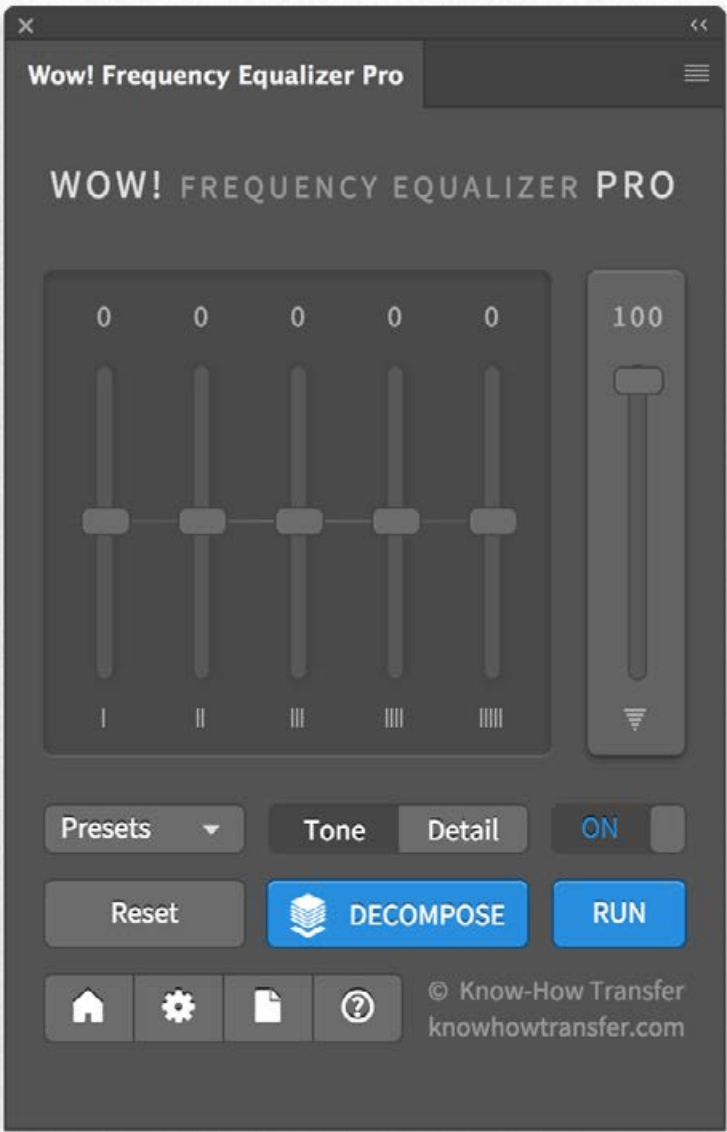 Wow! Frequency Equalizer Pro
WOW! FREQUENCY EQUALIZER PRO
0 0 0 0 0 100
I II III IIII IIIII
Presets Tone Detail ON
Reset DECOMPOSE RUN
© Know-How Transfer
knowhowtransfer.com